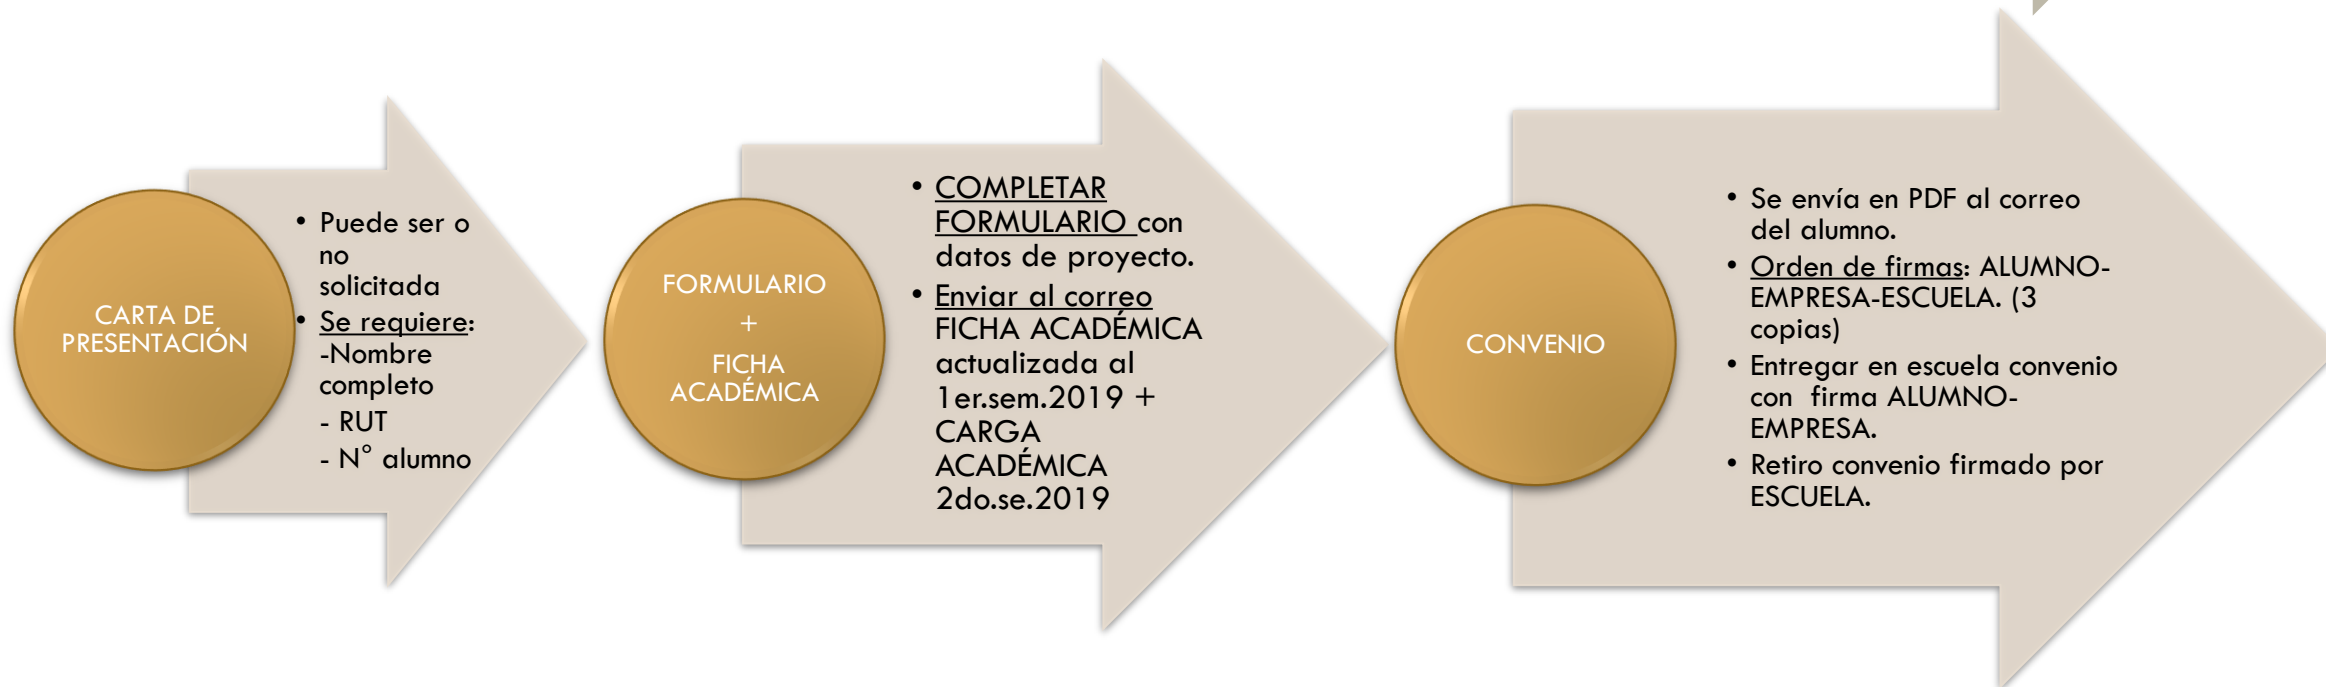 CARTA DE
PRESENTACIÓN
• Puede ser o
no
solicitada
• Se requiere:
-Nombre
completo
- RUT
- N° alumno
FORMULARIO
+
FICHA
ACADÉMICA
• COMPLETAR
FORMULARIO con
datos de proyecto.
• Enviar al correo
FICHA ACADÉMICA
actualizada al
1er.sem.2019 +
CARGA
ACADÉMICA
2do.se.2019
CONVENIO
• Se envía en PDF al correo
del alumno.
• Orden de firmas: ALUMNO-
EMPRESA-ESCUELA. (3
copias)
• Entregar en escuela convenio
con  firma ALUMNO-
EMPRESA.
• Retiro convenio firmado por
ESCUELA.